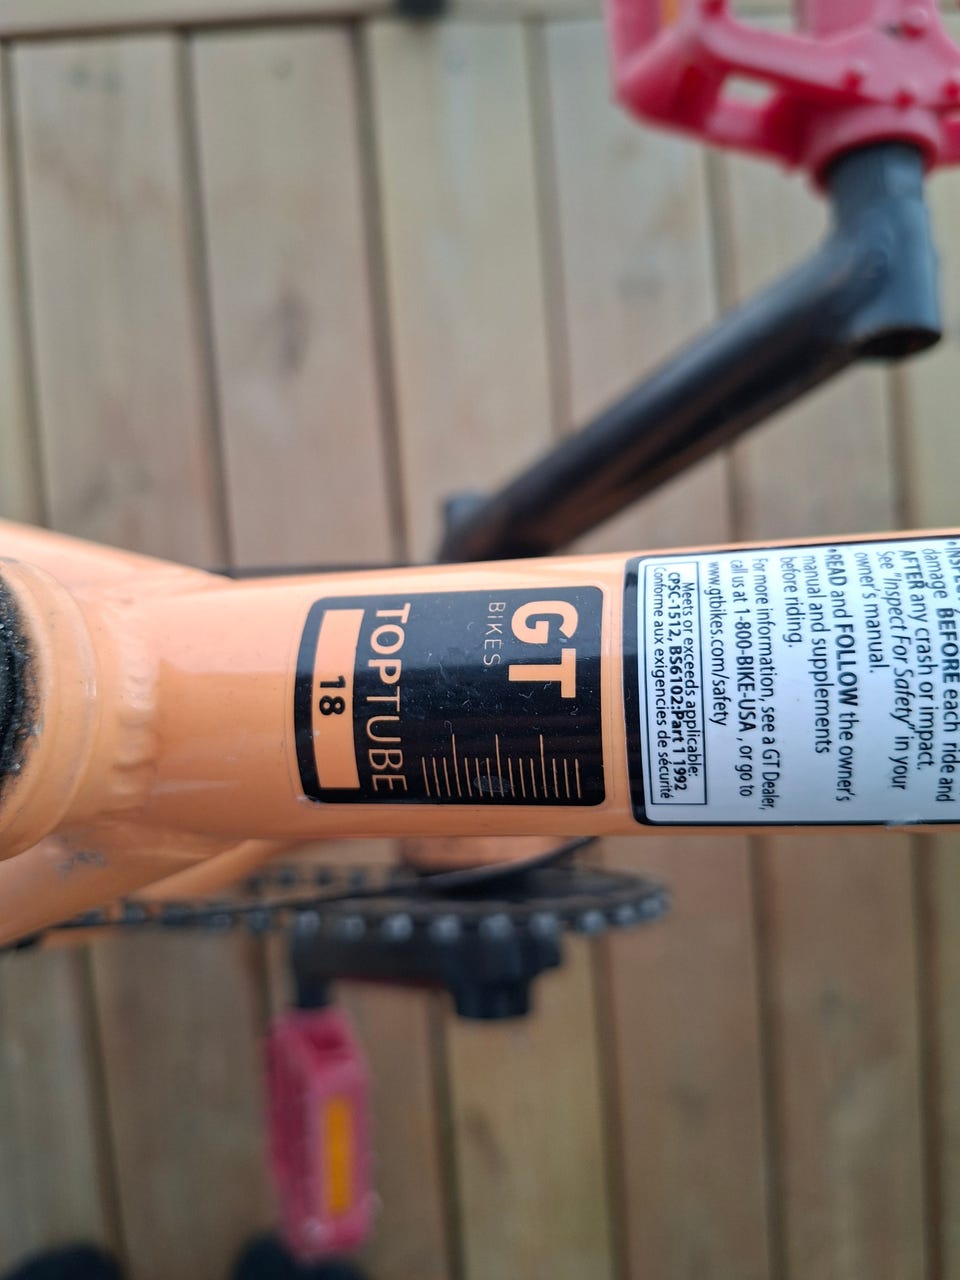 GT
BIKES.
TOPTUBE
18
damage BEFORE each ride and
AFTER any crash or impact.
See "Inspect For Safety" in your
owner's manual.
•READ and FOLLOW the owner's
manual and supplements
before riding.
For more information, see a GT Dealer,
call us at 1-800-BIKE-USA , or go to
www.gtbikes.com/safety
Meets or exceeds applicable:
CPSC-1512, BS6102:Part 1 1992
Conforme aux exigencies de sécurité